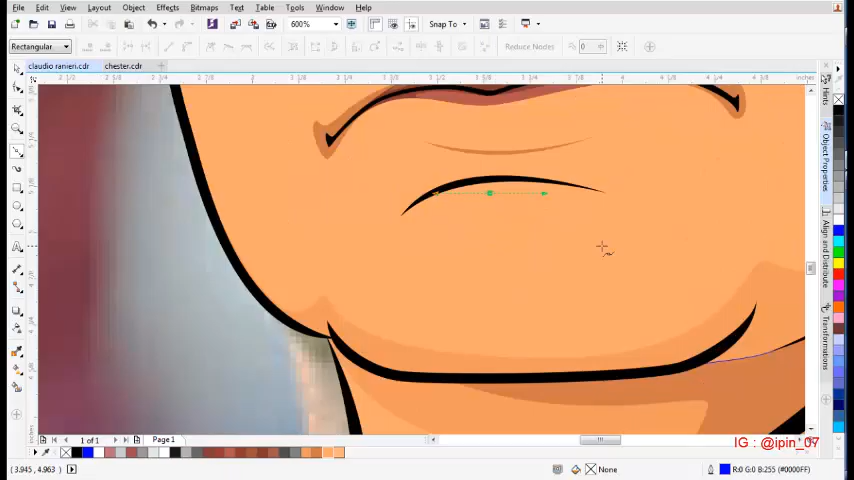 File Edit View Layout Object Effects Bitmaps Text Table Tools Window Help
600% Snap To
Rectangular Reduce Nodes 0
claudio ranieri.cdr chester.cdr
inches
Hints
Object Properties
Align and Distribute
Transformations
1 of 1 Page 1
IG : @ipin_07
(3.945, 4.963) None R:0 G:0 B:255 (#0000FF)